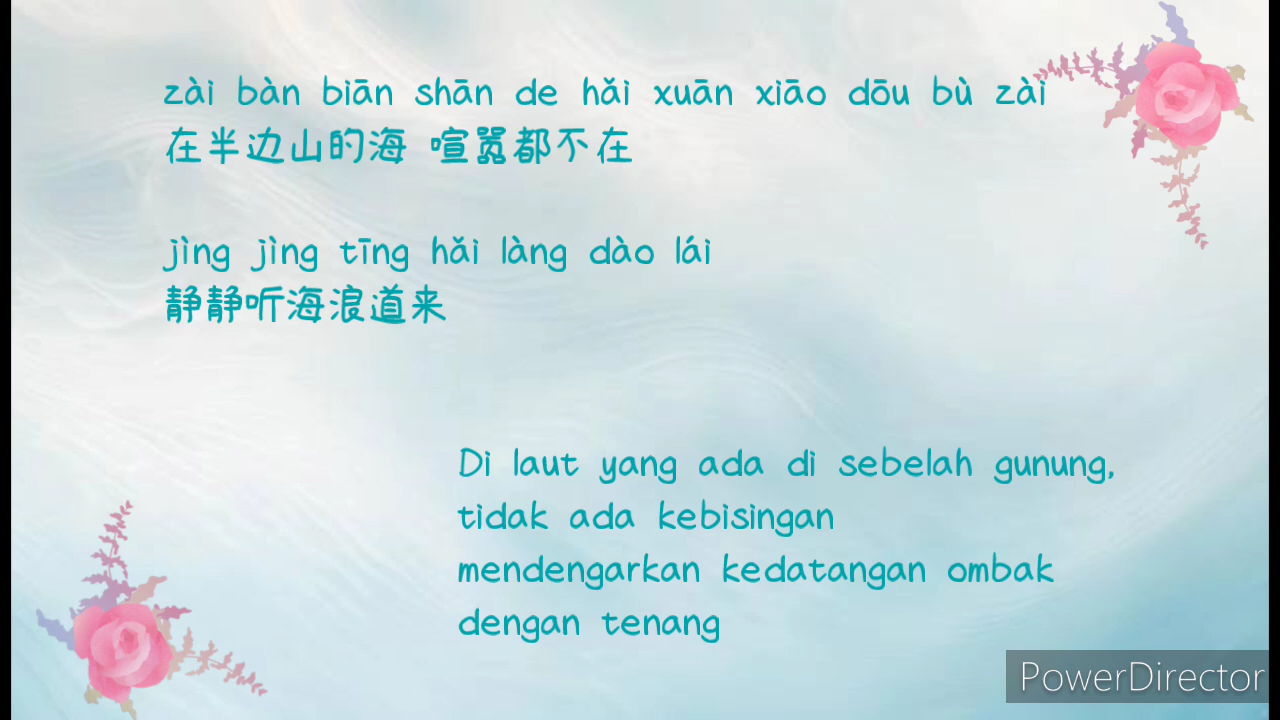 zài bàn biān shān de hǎi xuān xiāo dōu bù zài
在半边山的海 喧嚣都不在
jìng jìng tīng hǎi làng dào lái
静静听海浪道来
Di laut yang ada di sebelah gunung,
tidak ada kebisingan
mendengarkan kedatangan ombak
dengan tenang
PowerDirector